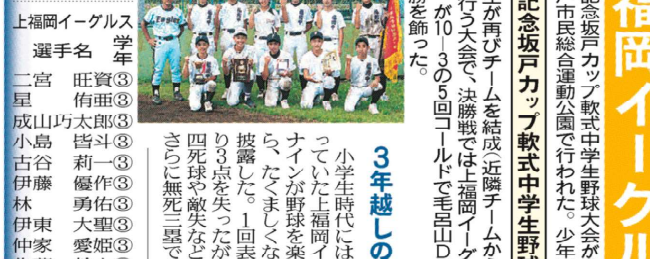 福岡イーグル
記念坂戸カップ軟式中学生野球大会が
市民総合運動公園で行われた。少年
記念坂戸カップ軟式中学生野球
が再びチームを結成(近隣チームか
行う大会で、決勝戦では上福岡イーグ
が10―3の5回コールドで毛呂山D
勝を飾った。
上福岡イーグルス
選手名 学年
二宮 旺資③
星 侑亜③
成山巧太郎③
小島 皆斗③
古谷 莉一③
伊藤 優作③
林 勇佑③
伊東 大聖③
仲家 愛姫③
3年越しの
小学生時代には
っていた上福岡イ
ナインが野球を楽
ら、たくましくな
披露した。1回表
り3点を失ったが
四死球や敵失など
さらに無死三塁で